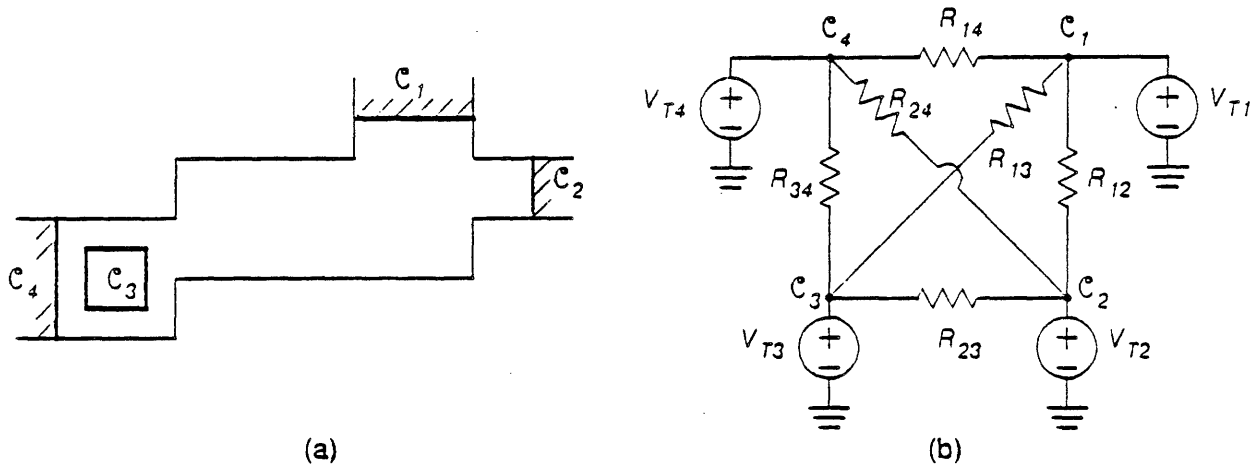 C1
C2
C3
C4
(a)
R14
C4
C1
VT4
+
−
R24
R13
R34
R12
VT1
+
−
C3
C2
R23
VT3
+
−
VT2
+
−
(b)